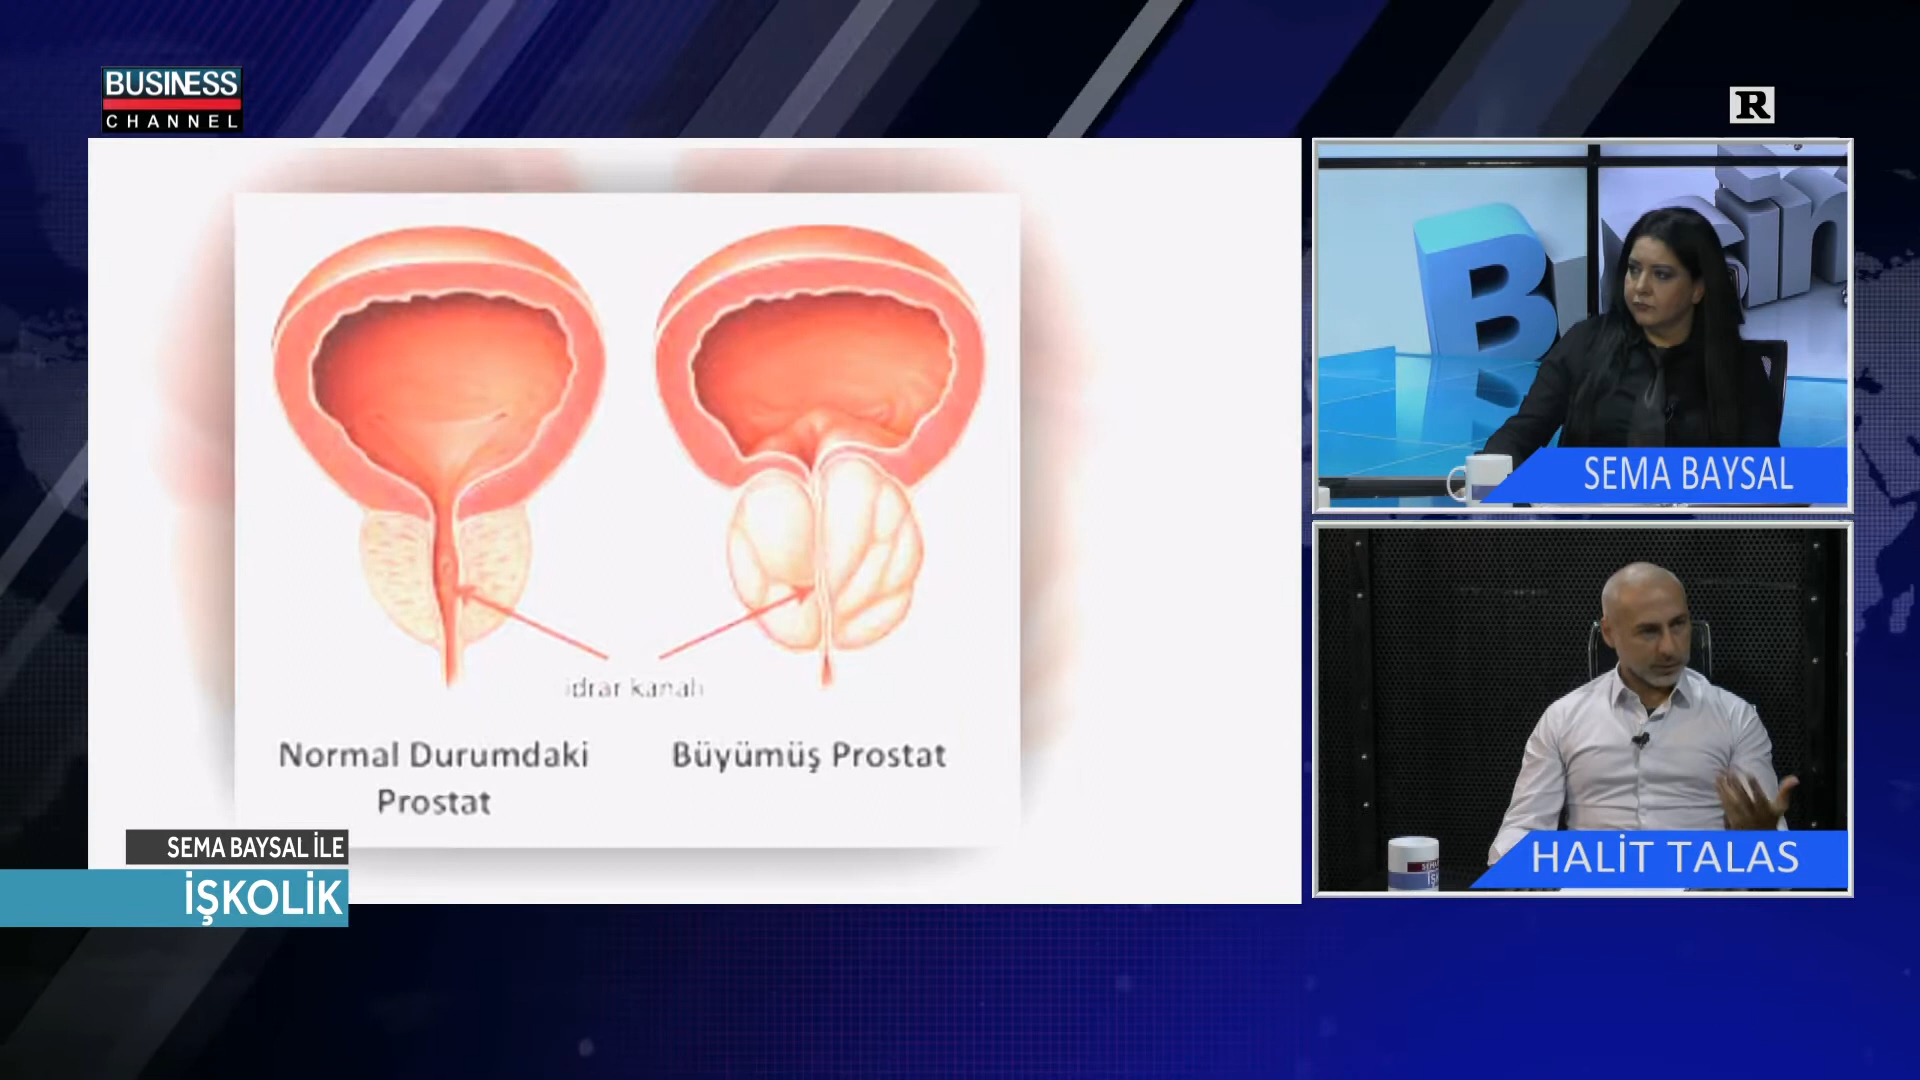 BUSINESS
CHANNEL
R
idrar kanalı
Normal Durumdaki
Prostat
Büyümüş Prostat
SEMA BAYSAL
HALİT TALAS
SEMA BAYSAL İLE
İŞKOLİK